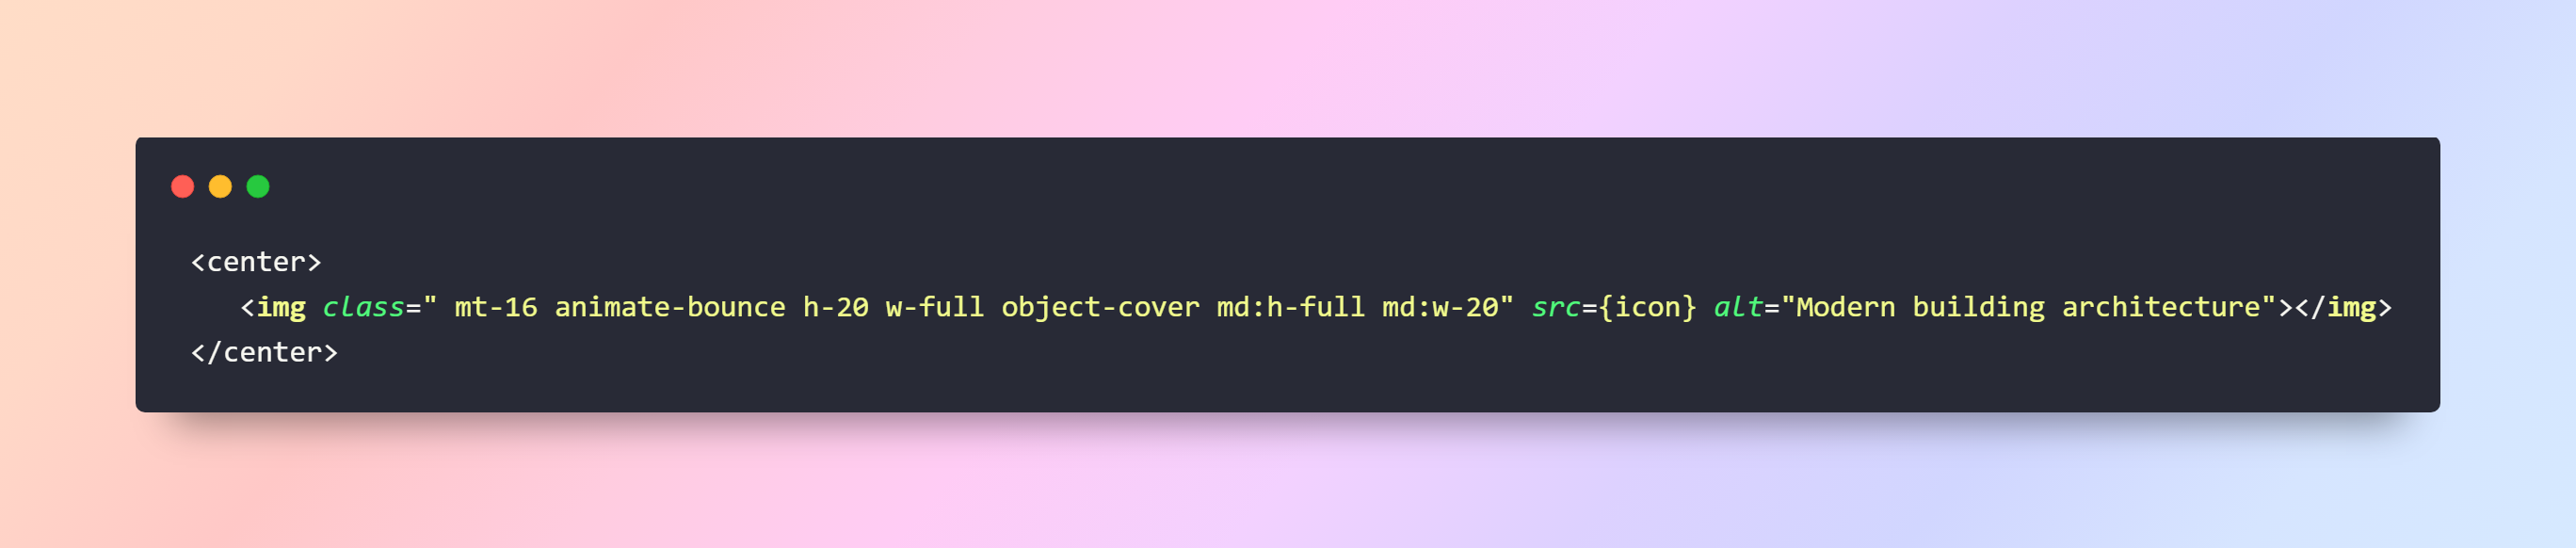 <center>
<img class=" mt-16 animate-bounce h-20 w-full object-cover md:h-full md:w-20" src={icon} alt="Modern building architecture"></img>
</center>